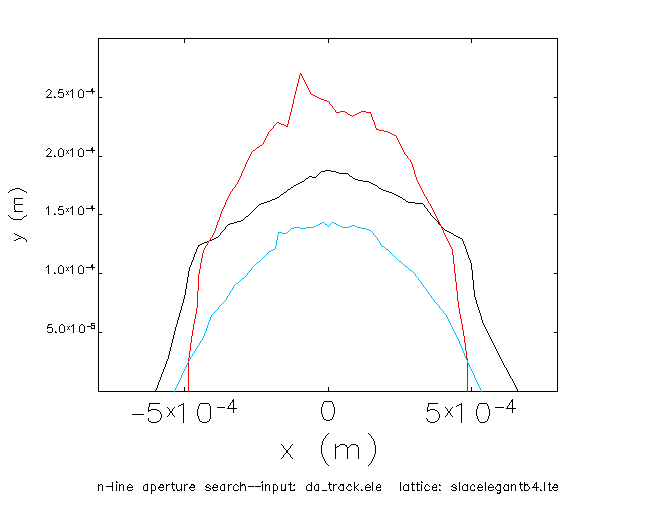 2.5×10⁻⁴
2.0×10⁻⁴
1.5×10⁻⁴
1.0×10⁻⁴
5.0×10⁻⁵
y (m)
−5×10⁻⁴ 0 5×10⁻⁴
x (m)
n-line aperture search--input: da_track.ele lattice: slacelegantb4.lte